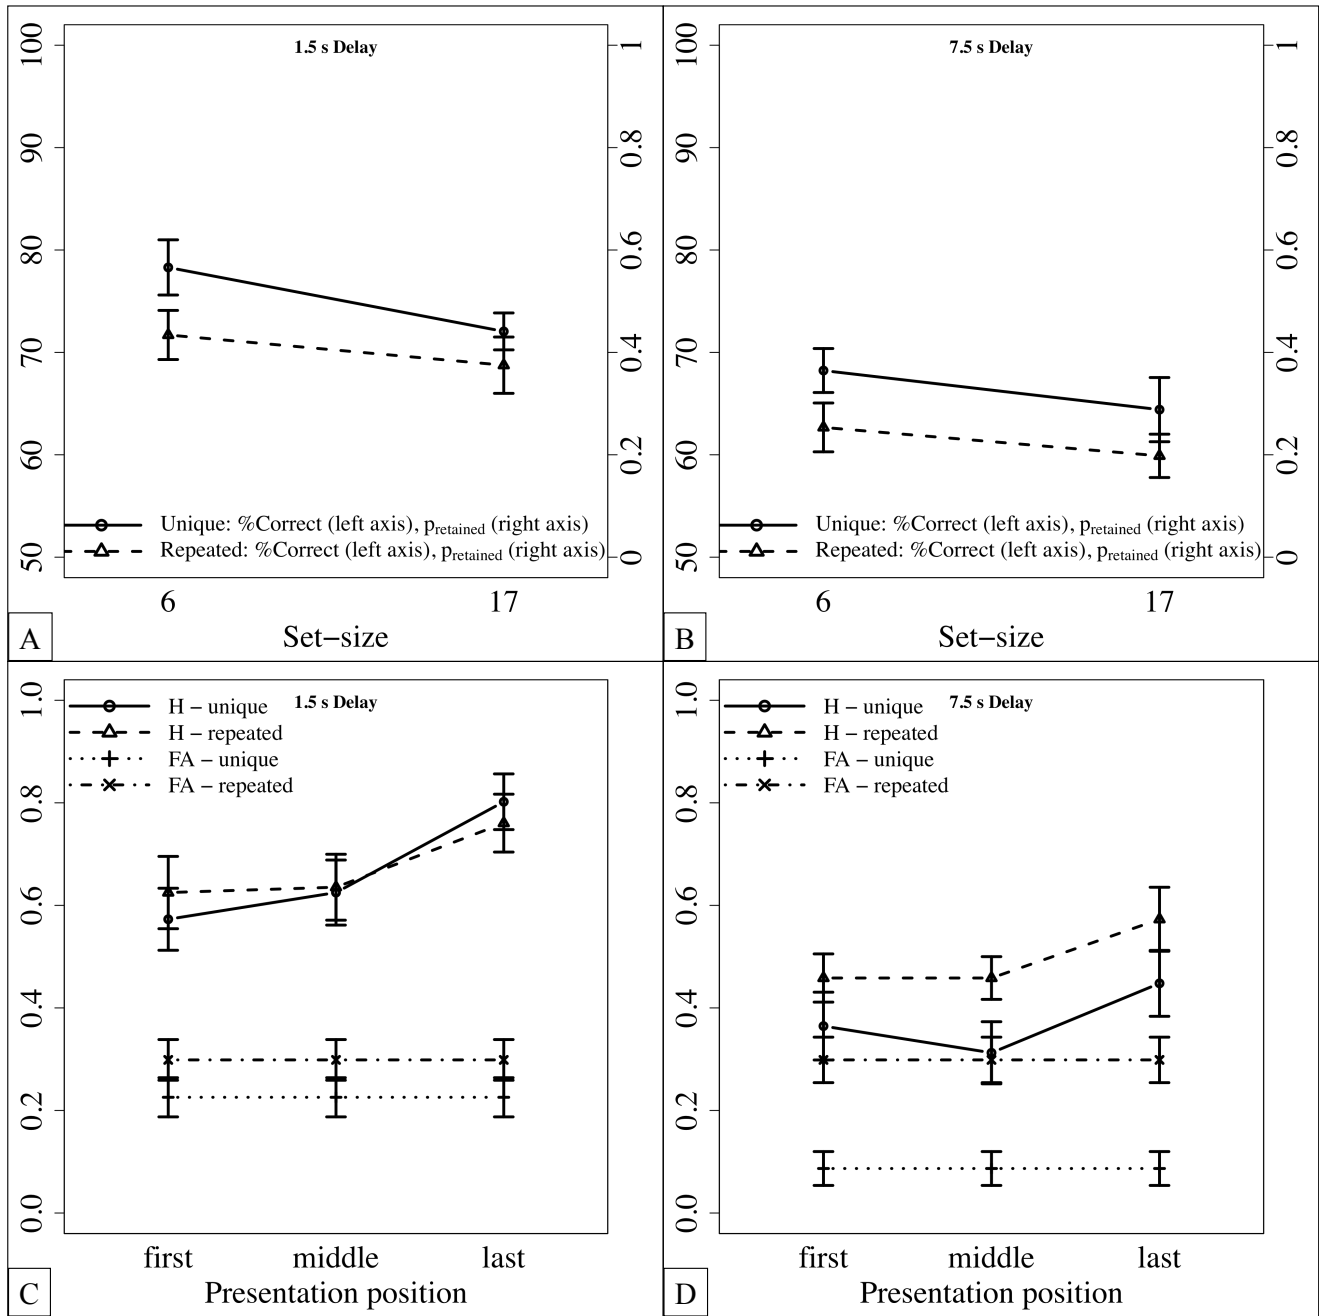 1.5 s Delay
100
90
80
70
60
50
1
0.8
0.6
0.4
0.2
0
Unique: %Correct (left axis), pretained (right axis)
Repeated: %Correct (left axis), pretained (right axis)
6 17
Set−size
A
7.5 s Delay
100
90
80
70
60
50
1
0.8
0.6
0.4
0.2
0
Unique: %Correct (left axis), pretained (right axis)
Repeated: %Correct (left axis), pretained (right axis)
6 17
Set−size
B
1.5 s Delay
H − unique
H − repeated
FA − unique
FA − repeated
1.0
0.8
0.6
0.4
0.2
0.0
first middle last
Presentation position
C
7.5 s Delay
H − unique
H − repeated
FA − unique
FA − repeated
1.0
0.8
0.6
0.4
0.2
0.0
first middle last
Presentation position
D